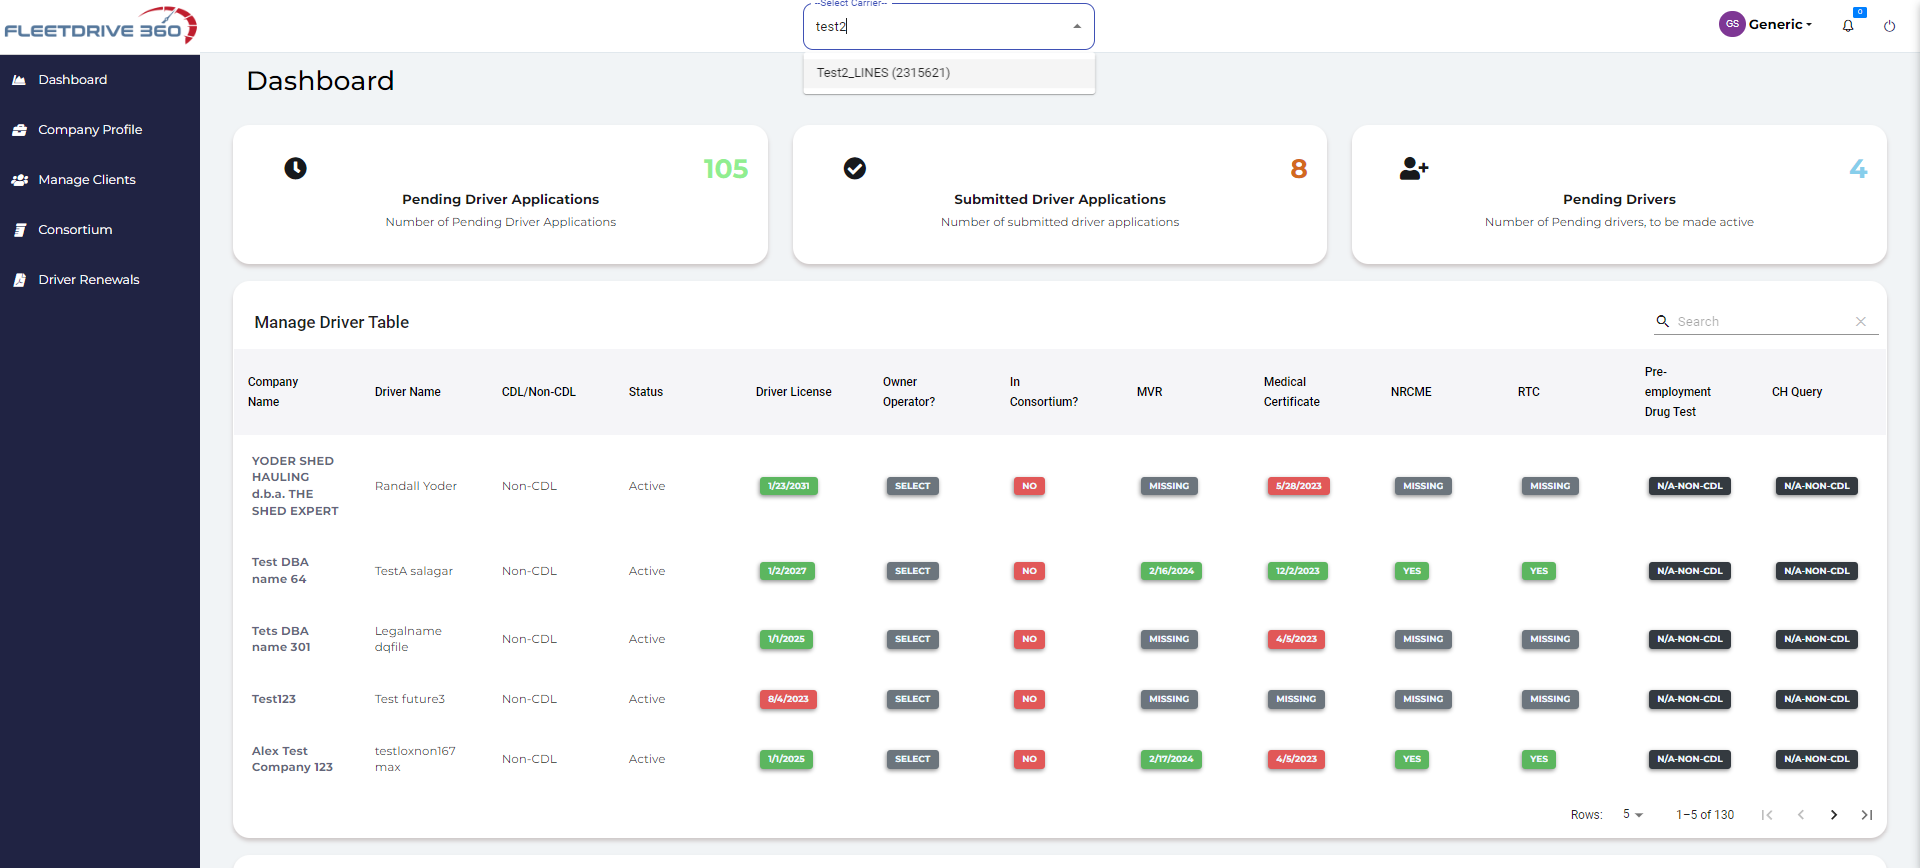 FLEETDRIVE 360
--Select Carrier--
test2
Test2_LINES (2315621)
GS Generic
0
Dashboard
Company Profile
Manage Clients
Consortium
Driver Renewals
Dashboard
105
Pending Driver Applications
Number of Pending Driver Applications
8
Submitted Driver Applications
Number of submitted driver applications
4
Pending Drivers
Number of Pending drivers, to be made active
Manage Driver Table
Search
Company Name
Driver Name
CDL/Non-CDL
Status
Driver License
Owner Operator?
In Consortium?
MVR
Medical Certificate
NRCME
RTC
Pre-employment Drug Test
CH Query
YODER SHED
HAULING
d.b.a. THE
SHED EXPERT
Randall Yoder Non-CDL Active 1/23/2031 SELECT NO MISSING 5/28/2023 MISSING MISSING N/A-NON-CDL N/A-NON-CDL
Test DBA
name 64
TestA salagar Non-CDL Active 1/2/2027 SELECT NO 2/16/2024 12/2/2023 YES YES N/A-NON-CDL N/A-NON-CDL
Tets DBA
name 301
Legalname
dqfile
Non-CDL Active 1/1/2025 SELECT NO MISSING 4/5/2023 MISSING MISSING N/A-NON-CDL N/A-NON-CDL
Test123 Test future3 Non-CDL Active 8/4/2023 SELECT NO MISSING MISSING MISSING MISSING N/A-NON-CDL N/A-NON-CDL
Alex Test
Company 123
testloxnon167
max
Non-CDL Active 1/1/2025 SELECT NO 2/17/2024 4/5/2023 YES YES N/A-NON-CDL N/A-NON-CDL
Rows: 5 1–5 of 130